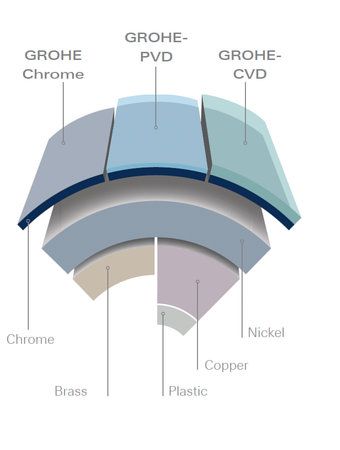 GROHE-
PVD
GROHE
Chrome
GROHE-
CVD
Chrome
Nickel
Copper
Brass
Plastic